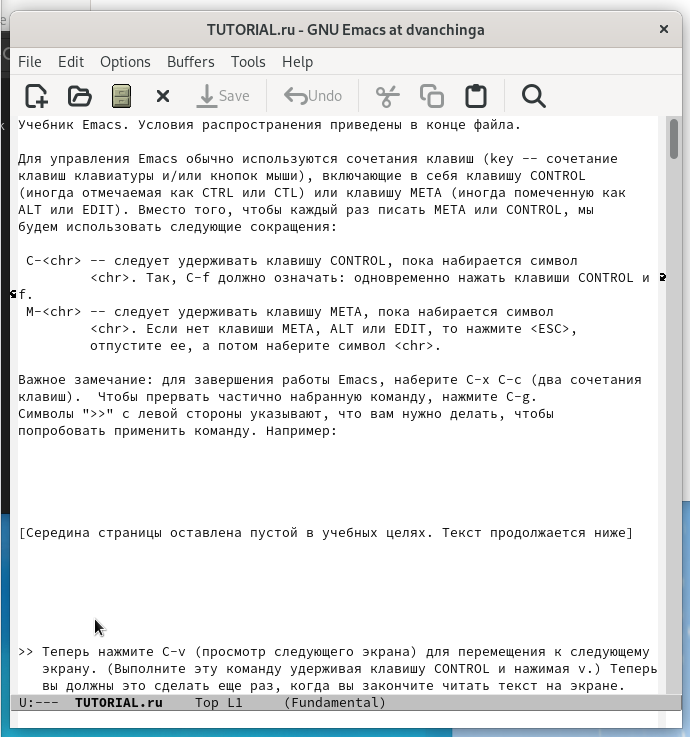 TUTORIAL.ru - GNU Emacs at dvanchinga
File Edit Options Buffers Tools Help
Save Undo
Учебник Emacs. Условия распространения приведены в конце файла.
Для управления Emacs обычно используются сочетания клавиш (key -- сочетание
клавиш клавиатуры и/или кнопок мыши), включающие в себя клавишу CONTROL
(иногда отмечаемая как CTRL или CTL) или клавишу META (иногда помеченную как
ALT или EDIT). Вместо того, чтобы каждый раз писать META или CONTROL, мы
будем использовать следующие сокращения:
C-<chr> -- следует удерживать клавишу CONTROL, пока набирается символ
<chr>. Так, C-f должно означать: одновременно нажать клавиши CONTROL и
f.
M-<chr> -- следует удерживать клавишу META, пока набирается символ
<chr>. Если нет клавиши META, ALT или EDIT, то нажмите <ESC>,
отпустите ее, а потом наберите символ <chr>.
Важное замечание: для завершения работы Emacs, наберите C-x C-c (два сочетания
клавиш).  Чтобы прервать частично набранную команду, нажмите C-g.
Символы ">>" с левой стороны указывают, что вам нужно делать, чтобы
попробовать применить команду. Например:
[Середина страницы оставлена пустой в учебных целях. Текст продолжается ниже]
>> Теперь нажмите C-v (просмотр следующего экрана) для перемещения к следующему
экрану. (Выполните эту команду удерживая клавишу CONTROL и нажимая v.) Теперь
вы должны это сделать еще раз, когда вы закончите читать текст на экране.
U:--- TUTORIAL.ru Top L1 (Fundamental)